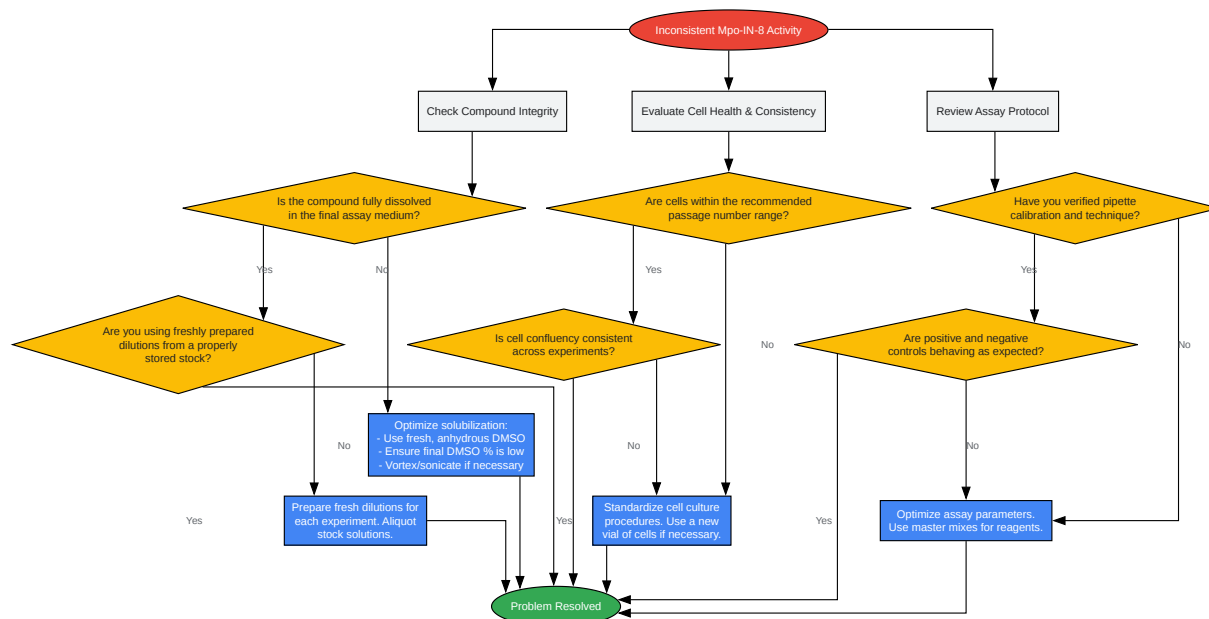 Inconsistent Mpo-IN-8 Activity
Check Compound Integrity
Evaluate Cell Health & Consistency
Review Assay Protocol
Is the compound fully dissolved
in the final assay medium?
Are cells within the recommended
passage number range?
Have you verified pipette
calibration and technique?
Yes
No
Yes
Yes
Are you using freshly prepared
dilutions from a properly
stored stock?
Is cell confluency consistent
across experiments?
No
Are positive and negative
controls behaving as expected?
No
Optimize solubilization:
- Use fresh, anhydrous DMSO
- Ensure final DMSO % is low
- Vortex/sonicate if necessary
No
No
No
Yes
Prepare fresh dilutions for
each experiment. Aliquot
stock solutions.
Yes
Standardize cell culture
procedures. Use a new
vial of cells if necessary.
Yes
Optimize assay parameters.
Use master mixes for reagents.
Problem Resolved